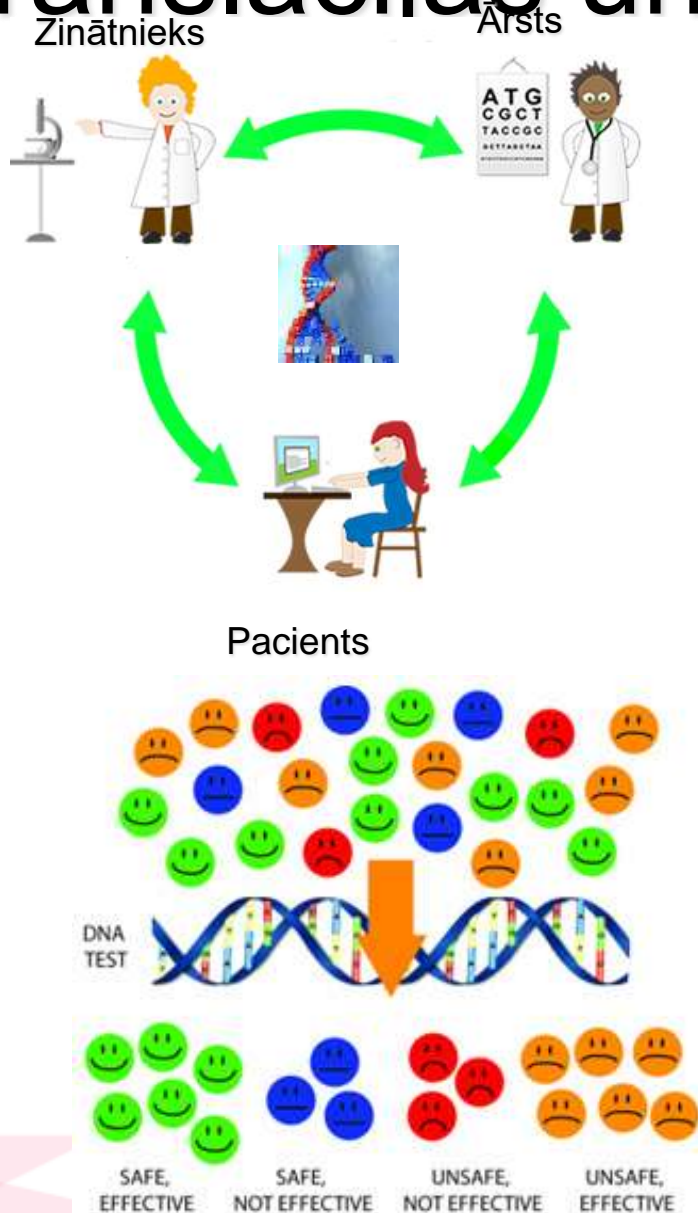 Zinātnieks
Ārsts
ATG
CGCT
TACCGC
Pacients
DNA
TEST
SAFE,
EFFECTIVE
SAFE,
NOT EFFECTIVE
UNSAFE,
NOT EFFECTIVE
UNSAFE,
EFFECTIVE